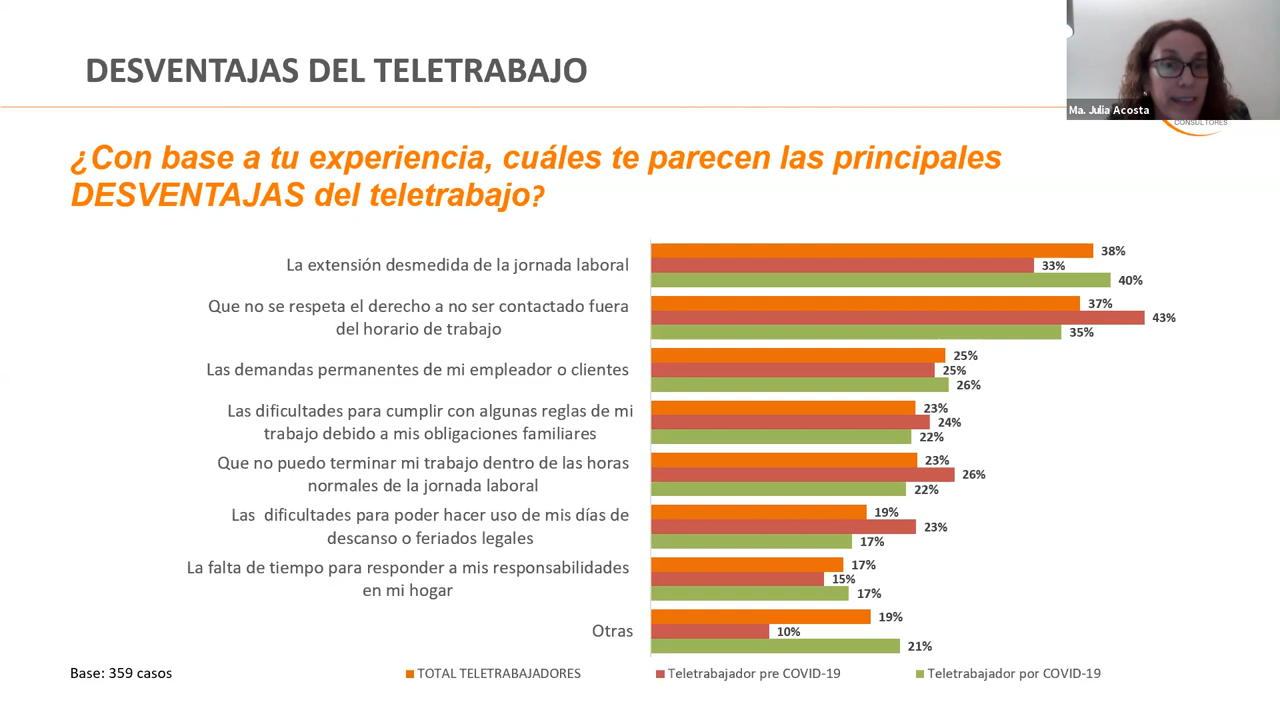 DESVENTAJAS DEL TELETRABAJO
Ma. Julia Acosta
CONSULTORES
¿Con base a tu experiencia, cuáles te parecen las principales
DESVENTAJAS del teletrabajo?
La extensión desmedida de la jornada laboral
38%
33%
40%
Que no se respeta el derecho a no ser contactado fuera
del horario de trabajo
37%
43%
35%
Las demandas permanentes de mi empleador o clientes
25%
25%
26%
Las dificultades para cumplir con algunas reglas de mi
trabajo debido a mis obligaciones familiares
23%
24%
22%
Que no puedo terminar mi trabajo dentro de las horas
normales de la jornada laboral
23%
26%
22%
Las dificultades para poder hacer uso de mis días de
descanso o feriados legales
19%
23%
17%
La falta de tiempo para responder a mis responsabilidades
en mi hogar
17%
15%
17%
Otras
19%
10%
21%
Base: 359 casos
TOTAL TELETRABAJADORES
Teletrabajador pre COVID-19
Teletrabajador por COVID-19